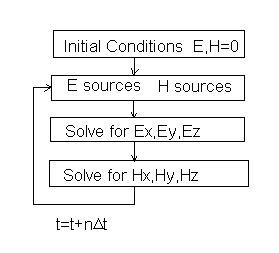 Initial Conditions E,H=0
E sources H sources
Solve for Ex,Ey,Ez
Solve for Hx,Hy,Hz
t=t+nΔt